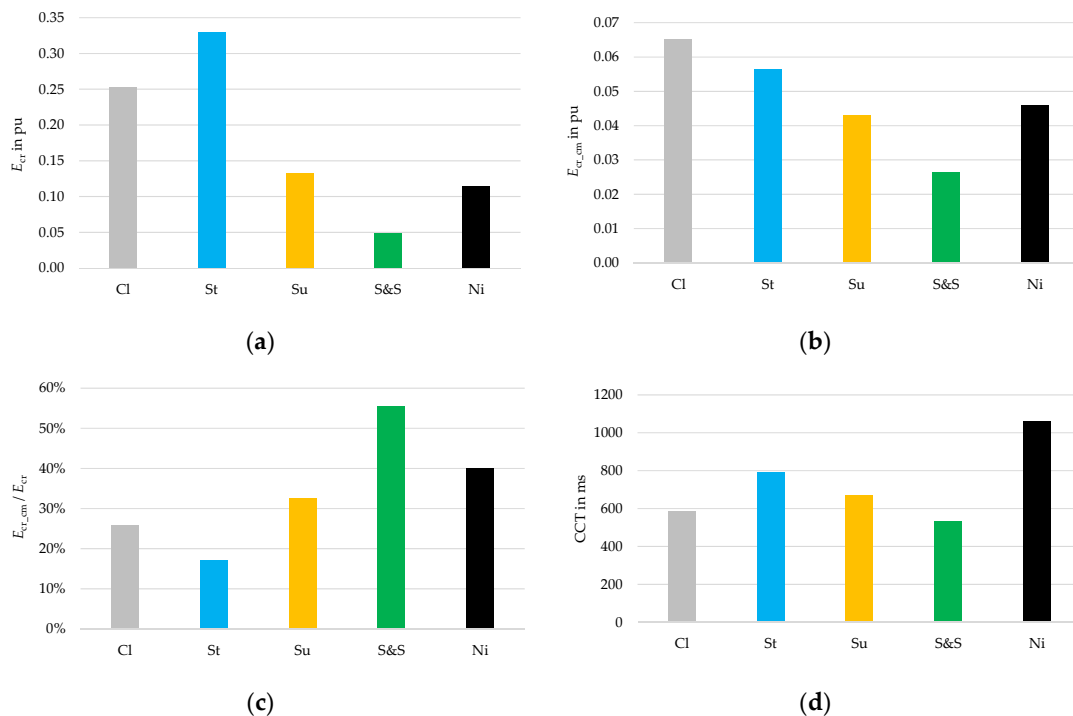 0.35
0.30
0.25
0.20
0.15
0.10
0.05
0.00
E_cr in pu
Cl St Su S&S Ni
(a)
0.07
0.06
0.05
0.04
0.03
0.02
0.01
0.00
E_cr_cm in pu
Cl St Su S&S Ni
(b)
60%
50%
40%
30%
20%
10%
0%
E_cr_cm / E_cr
Cl St Su S&S Ni
(c)
1200
1000
800
600
400
200
0
CCT in ms
Cl St Su S&S Ni
(d)